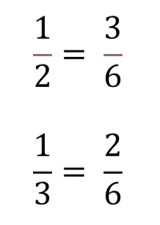 1/2 = 3/6
1/3 = 2/6